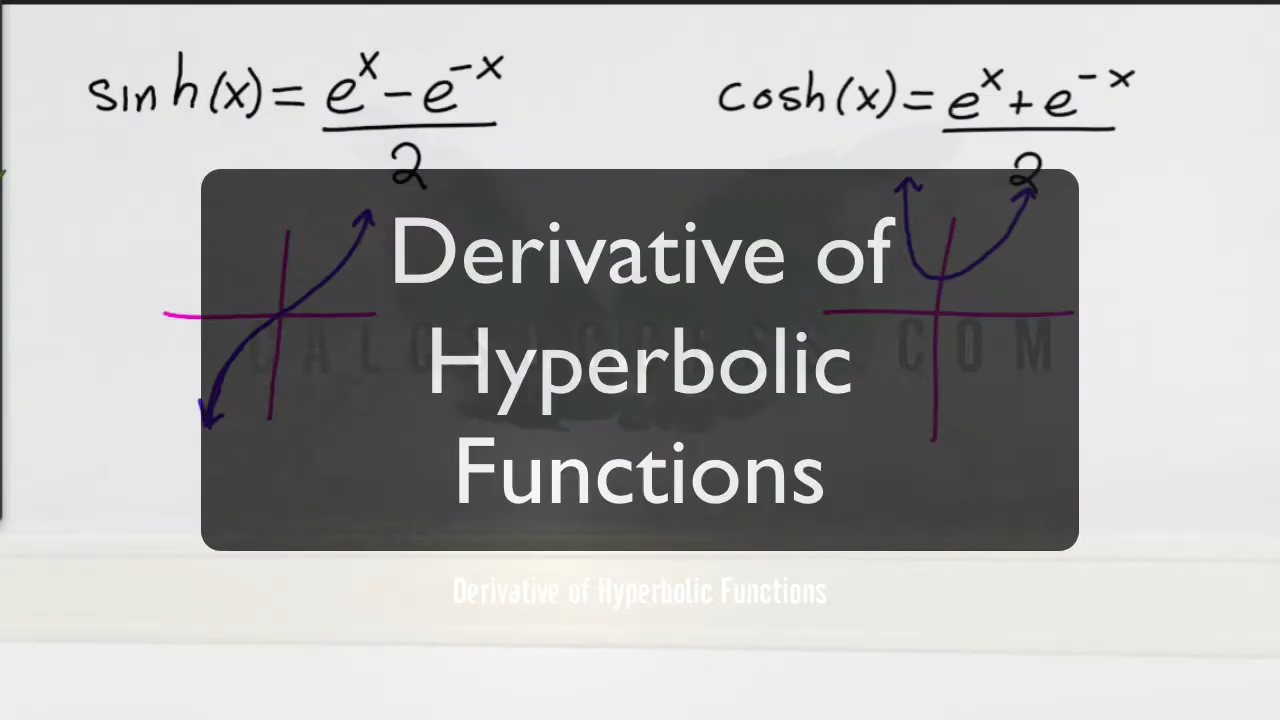 sinh(x) = e^x - e^-x / 2
cosh(x) = e^x + e^-x / 2
Derivative of
Hyperbolic
Functions
Derivative of Hyperbolic Functions